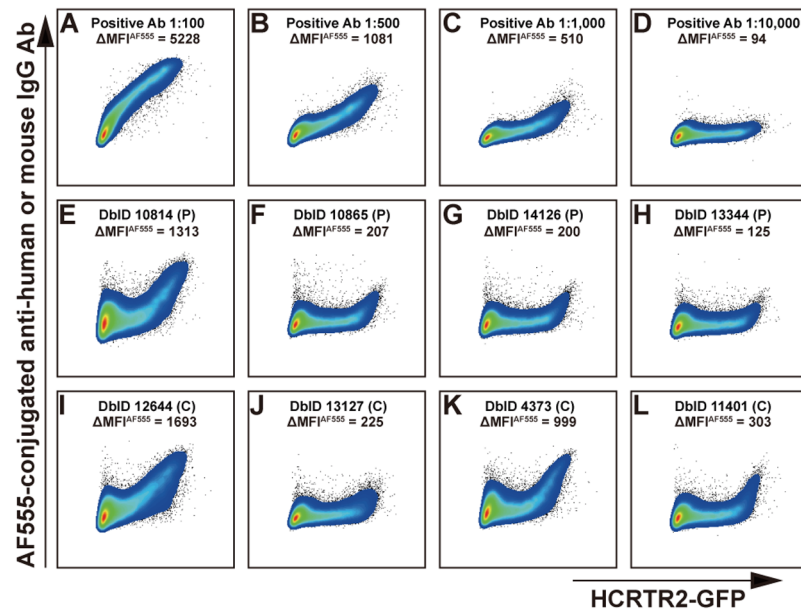 AF555-conjugated anti-human or mouse IgG Ab
A
Positive Ab 1:100
ΔMFI^AF555 = 5228
B
Positive Ab 1:500
ΔMFI^AF555 = 1081
C
Positive Ab 1:1,000
ΔMFI^AF555 = 510
D
Positive Ab 1:10,000
ΔMFI^AF555 = 94
E
DbID 10814 (P)
ΔMFI^AF555 = 1313
F
DbID 10865 (P)
ΔMFI^AF555 = 207
G
DbID 14126 (P)
ΔMFI^AF555 = 200
H
DbID 13344 (P)
ΔMFI^AF555 = 125
I
DbID 12644 (C)
ΔMFI^AF555 = 1693
J
DbID 13127 (C)
ΔMFI^AF555 = 225
K
DbID 4373 (C)
ΔMFI^AF555 = 999
L
DbID 11401 (C)
ΔMFI^AF555 = 303
HCRTR2-GFP